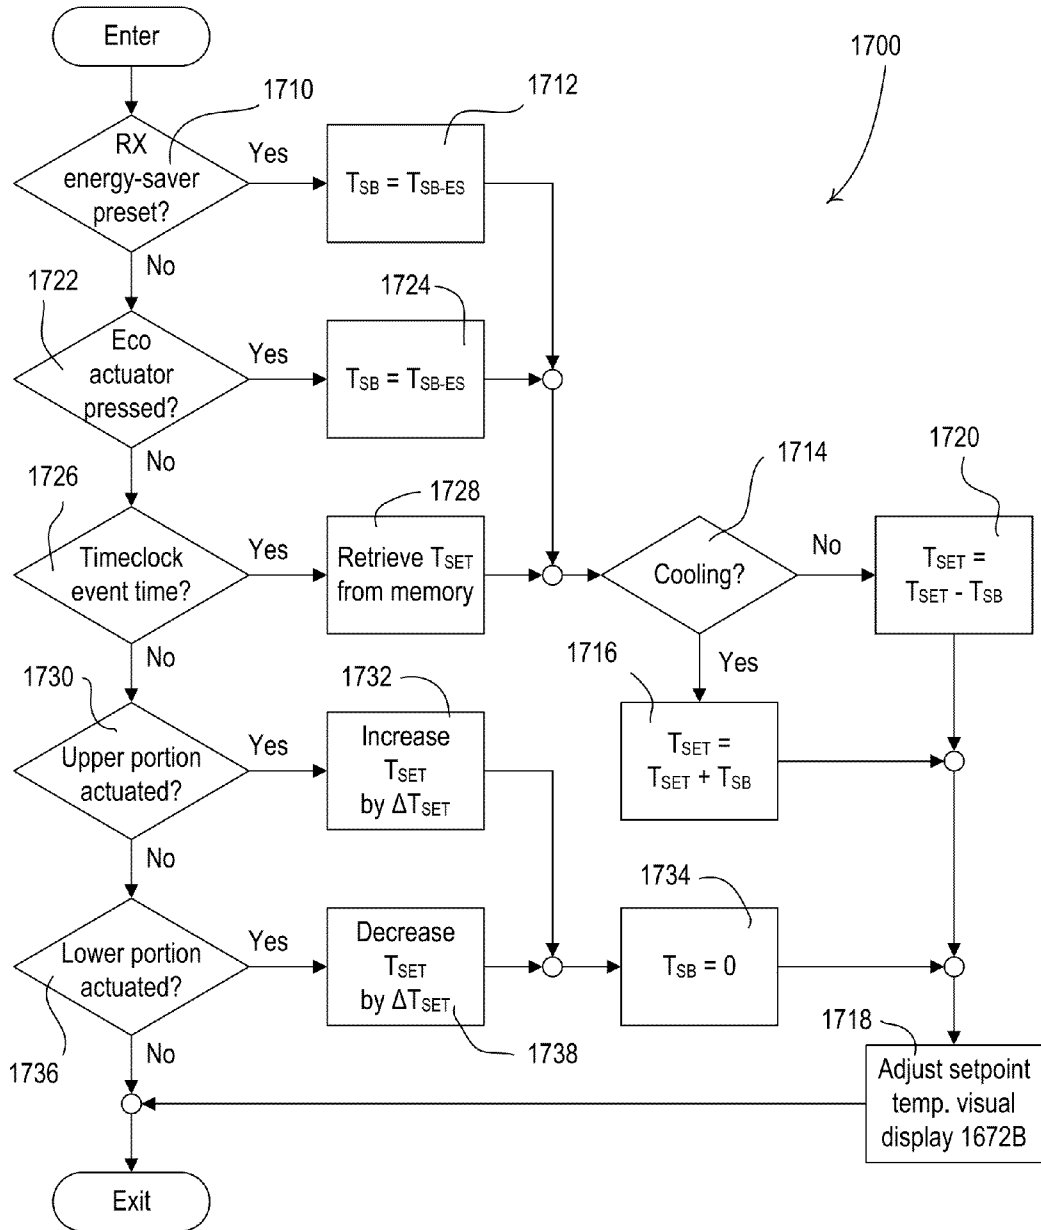 Enter
1700
1710
1712
RX
energy-saver
preset?
Yes
TSB = TSB-ES
No
1722
1724
Eco
actuator
pressed?
Yes
TSB = TSB-ES
No
1726
1728
1714
1720
Timeclock
event time?
Yes
Retrieve TSET
from memory
Cooling?
No
TSET =
TSET - TSB
No
1730
1732
1716
Yes
Upper portion
actuated?
Yes
Increase
TSET
by ΔTSET
TSET =
TSET + TSB
No
1734
Lower portion
actuated?
Yes
Decrease
TSET
by ΔTSET
TSB = 0
1736
No
1738
1718
Adjust setpoint
temp. visual
display 1672B
Exit